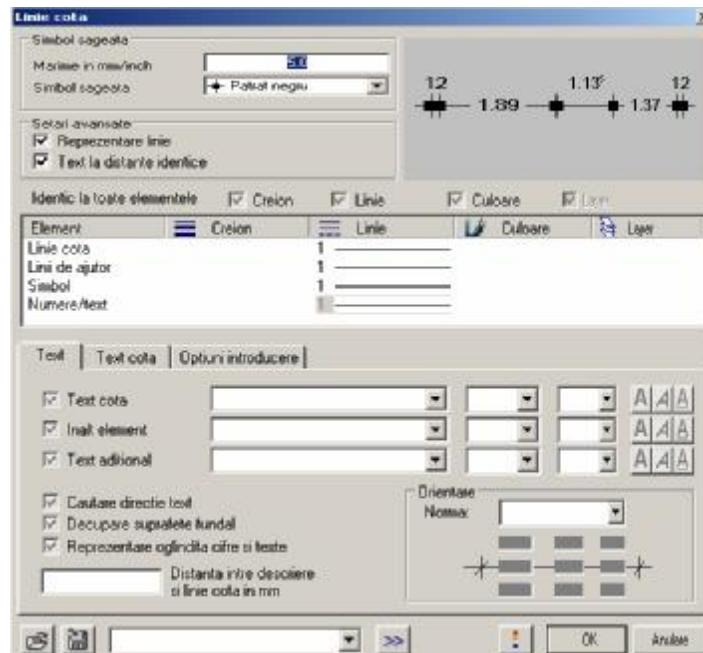 Linie cota
Simbol sageata
Marime in mm/inch 5.0
Simbol sageata Patrat negru
12 1.89 1.13⁵ 1.37 12
Setari avansate
Reprezentare linie
Text la distante identice
Identic la toate elementele Creion Linie Culoare Layer
Element Creion Linie Culoare Layer
Linie cota 1
Linii de ajutor 1
Simbol 1
Numere/text 1
Text Text cota Optiuni introducere
Text cota A A A
Inalt element A A A
Text aditional A A A
Cautare directie text
Decupare suprafete fundal
Reprezentare oglindita cifre si texte
Distanta intre descriere
si linie cota in mm
Orientare
Norma:
>> ! OK Anulare